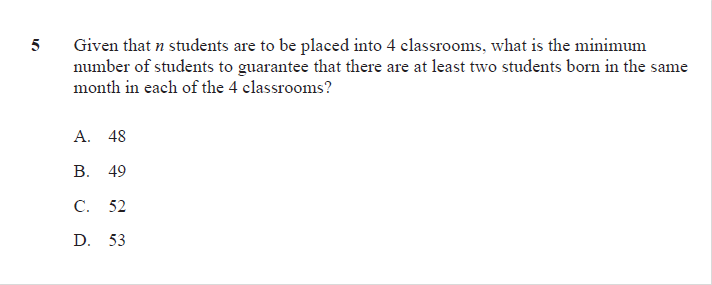 5 Given that n students are to be placed into 4 classrooms, what is the minimum
number of students to guarantee that there are at least two students born in the same
month in each of the 4 classrooms?
A. 48
B. 49
C. 52
D. 53